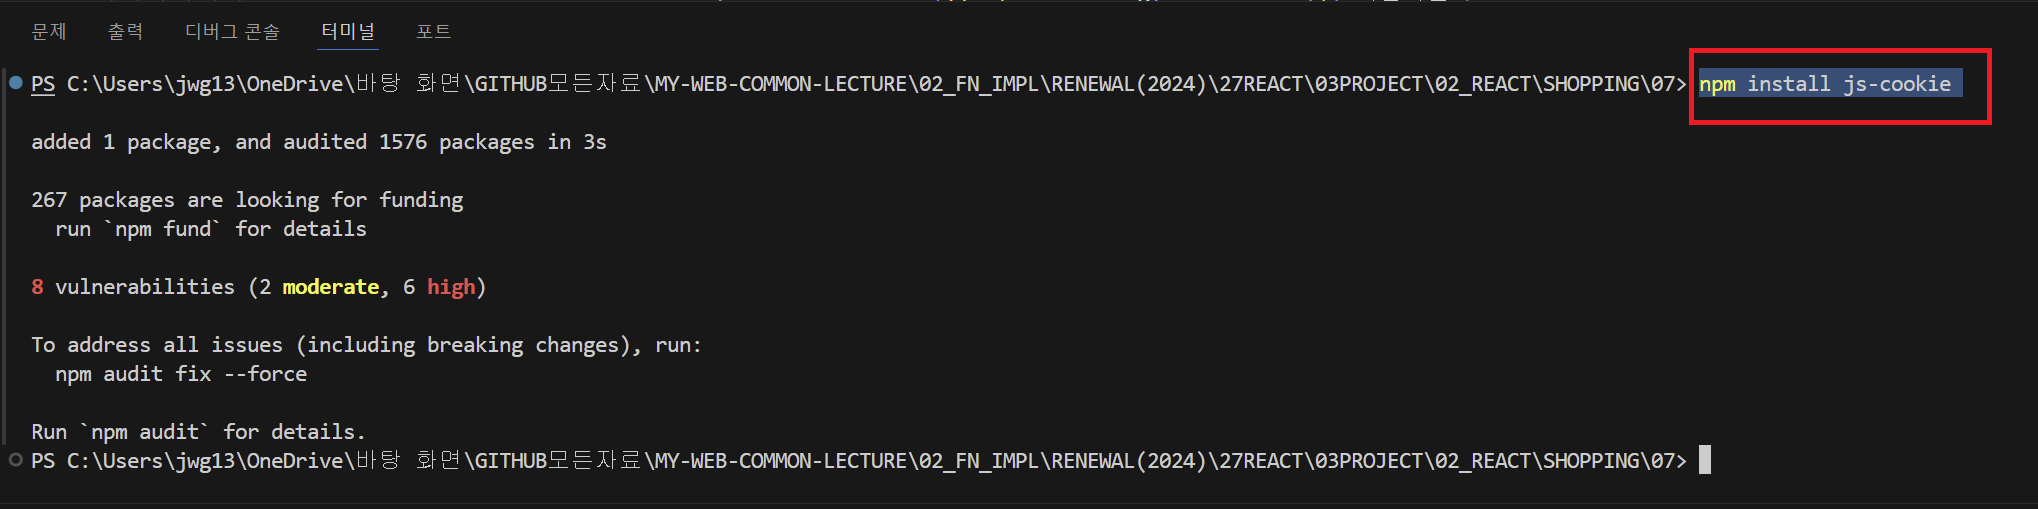 문제 출력 디버그 콘솔 터미널 포트
PS C:\Users\jwg13\OneDrive\바탕 화면\GITHUB모든자료\MY-WEB-COMMON-LECTURE\02_FN_IMPL\RENEWAL(2024)\27REACT\03PROJECT\02_REACT\SHOPPING\07> npm install js-cookie
added 1 package, and audited 1576 packages in 3s
267 packages are looking for funding
run `npm fund` for details
8 vulnerabilities (2 moderate, 6 high)
To address all issues (including breaking changes), run:
npm audit fix --force
Run `npm audit` for details.
PS C:\Users\jwg13\OneDrive\바탕 화면\GITHUB모든자료\MY-WEB-COMMON-LECTURE\02_FN_IMPL\RENEWAL(2024)\27REACT\03PROJECT\02_REACT\SHOPPING\07>